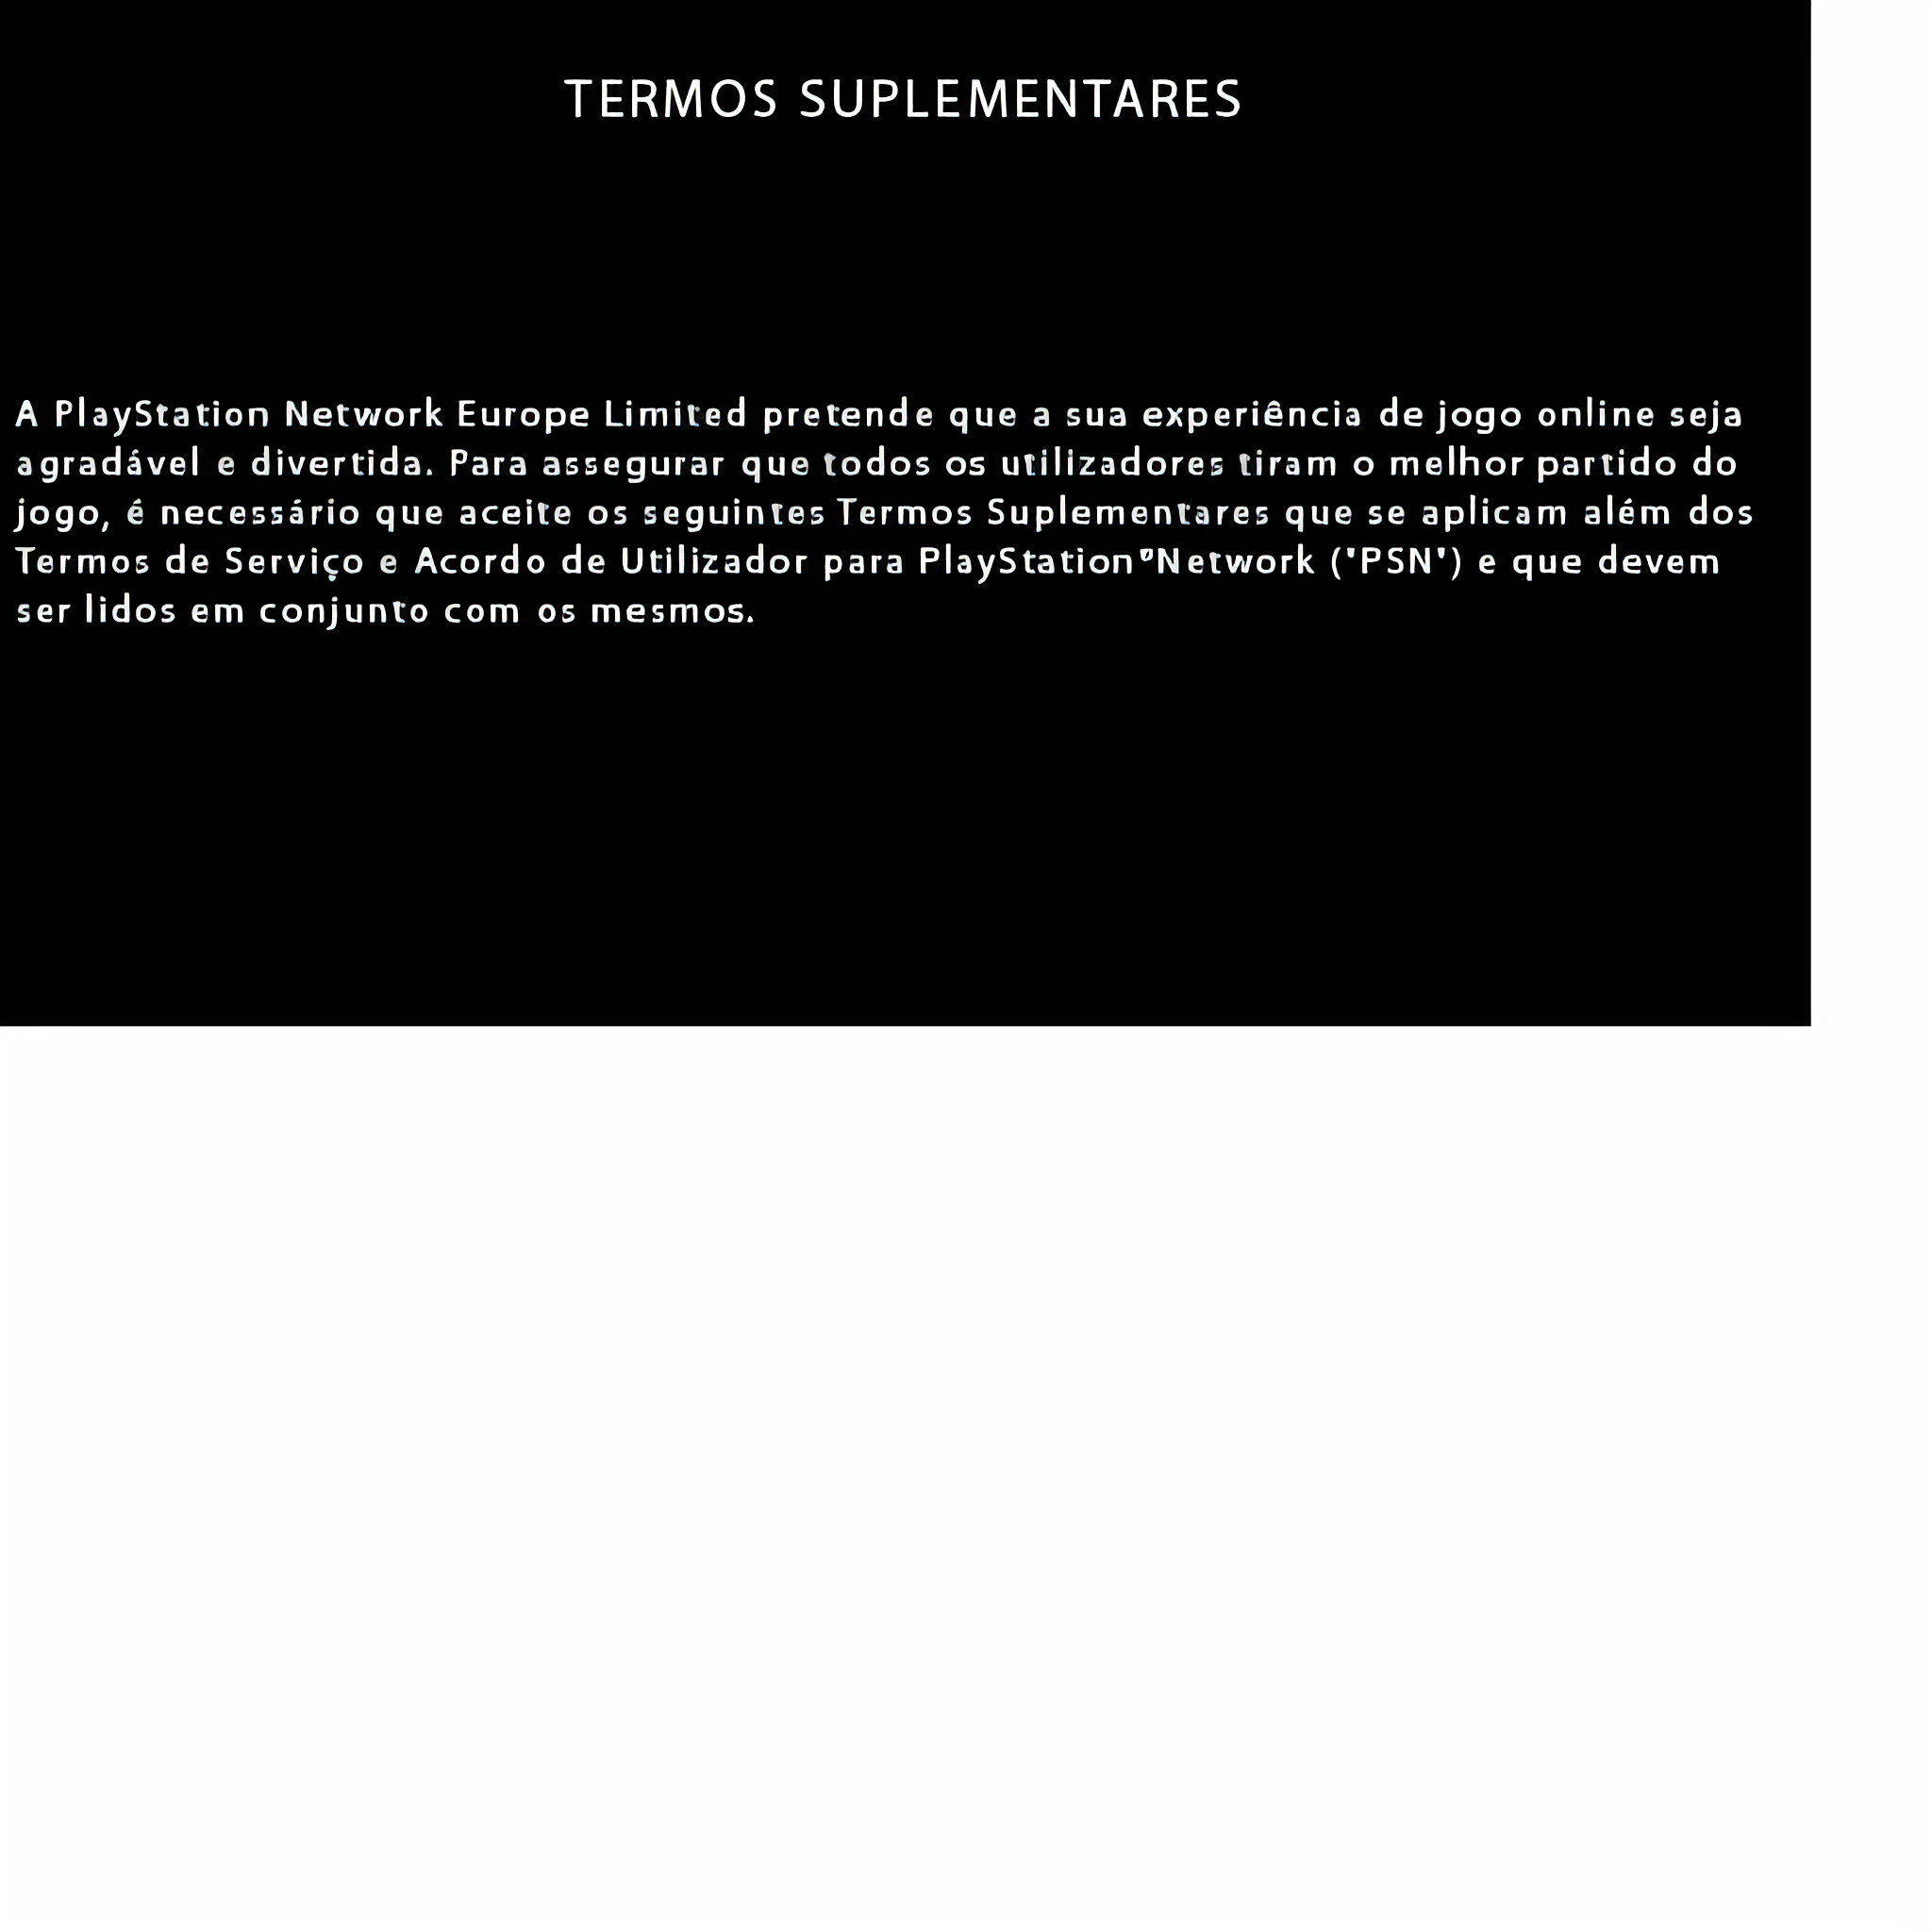 TERMOS SUPLEMENTARES
A PlayStation Network Europe Limited pretende que a sua experiência de jogo online seja
agradável e divertida. Para assegurar que todos os utilizadores tiram o melhor partido do
jogo, é necessário que aceite os seguintes Termos Suplementares que se aplicam além dos
Termos de Serviço e Acordo de Utilizador para PlayStation®Network ('PSN') e que devem
ser lidos em conjunto com os mesmos.